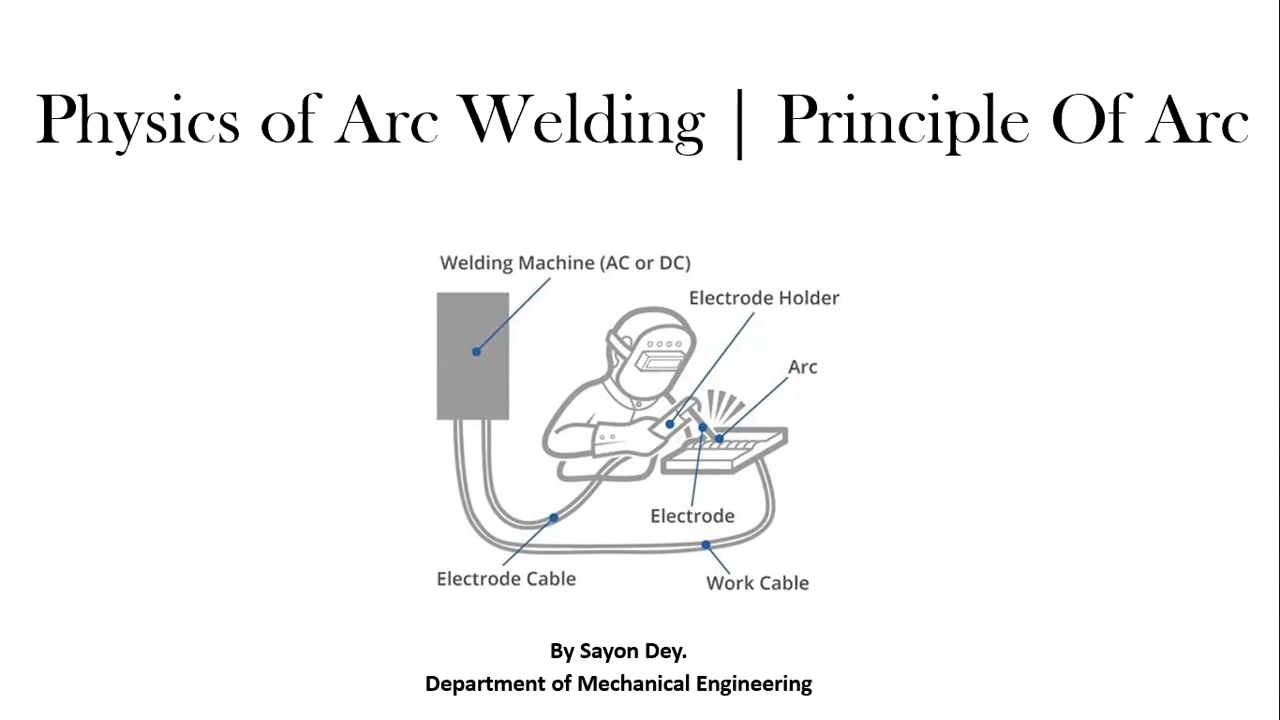 Physics of Arc Welding | Principle Of Arc
Welding Machine (AC or DC)
Electrode Holder
Arc
Electrode
Electrode Cable
Work Cable
By Sayon Dey.
Department of Mechanical Engineering